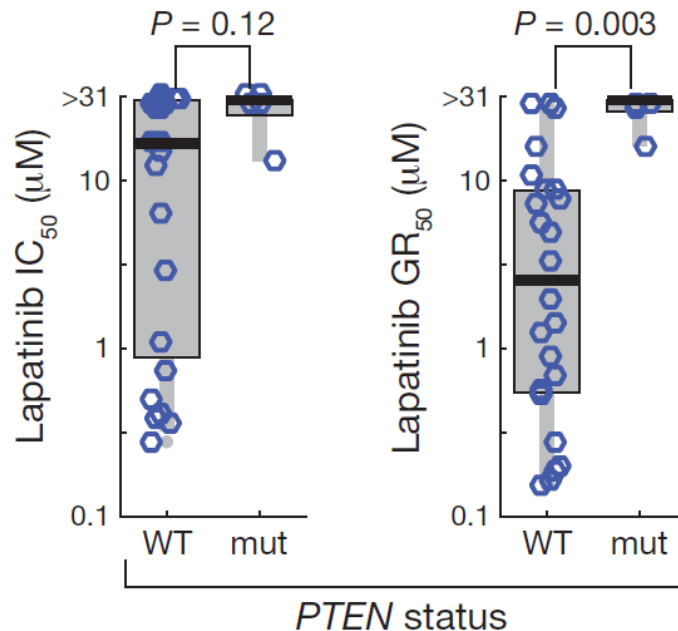 P = 0.12
Lapatinib IC50 (μM)
>31
10
1
0.1
WT
mut
P = 0.003
Lapatinib GR50 (μM)
>31
10
1
0.1
WT
mut
PTEN status